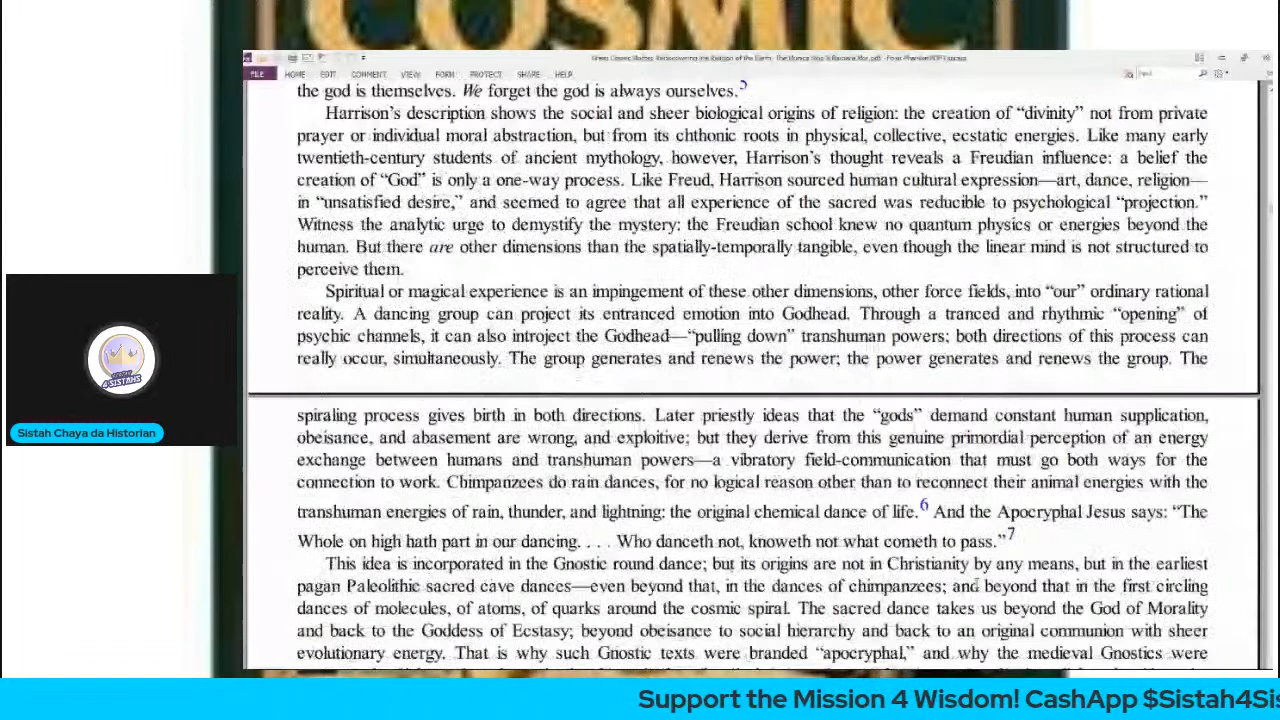 COSMIC
FILE HOME EDIT COMMENT VIEW FORM PROTECT SHARE HELP
the god is themselves. We forget the god is always ourselves.5
Harrison's description shows the social and sheer biological origins of religion: the creation of “divinity” not from private
prayer or individual moral abstraction, but from its chthonic roots in physical, collective, ecstatic energies. Like many early
twentieth-century students of ancient mythology, however, Harrison's thought reveals a Freudian influence: a belief the
creation of “God” is only a one-way process. Like Freud, Harrison sourced human cultural expression—art, dance, religion—
in “unsatisfied desire,” and seemed to agree that all experience of the sacred was reducible to psychological “projection.”
Witness the analytic urge to demystify the mystery: the Freudian school knew no quantum physics or energies beyond the
human. But there are other dimensions than the spatially-temporally tangible, even though the linear mind is not structured to
perceive them.
Spiritual or magical experience is an impingement of these other dimensions, other force fields, into “our” ordinary rational
reality. A dancing group can project its entranced emotion into Godhead. Through a tranced and rhythmic “opening” of
psychic channels, it can also introject the Godhead—“pulling down” transhuman powers; both directions of this process can
really occur, simultaneously. The group generates and renews the power; the power generates and renews the group. The
spiraling process gives birth in both directions. Later priestly ideas that the “gods” demand constant human supplication,
obeisance, and abasement are wrong, and exploitive; but they derive from this genuine primordial perception of an energy
exchange between humans and transhuman powers—a vibratory field-communication that must go both ways for the
connection to work. Chimpanzees do rain dances, for no logical reason other than to reconnect their animal energies with the
transhuman energies of rain, thunder, and lightning: the original chemical dance of life.6 And the Apocryphal Jesus says: “The
Whole on high hath part in our dancing. . . . Who danceth not, knoweth not what cometh to pass.”7
This idea is incorporated in the Gnostic round dance; but its origins are not in Christianity by any means, but in the earliest
pagan Paleolithic sacred cave dances—even beyond that, in the dances of chimpanzees; and beyond that in the first circling
dances of molecules, of atoms, of quarks around the cosmic spiral. The sacred dance takes us beyond the God of Morality
and back to the Goddess of Ecstasy; beyond obeisance to social hierarchy and back to an original communion with sheer
evolutionary energy. That is why such Gnostic texts were branded “apocryphal,” and why the medieval Gnostics were
4-SISTAHS
Sistah Chaya da Historian
Support the Mission 4 Wisdom! CashApp $Sistah4Sis